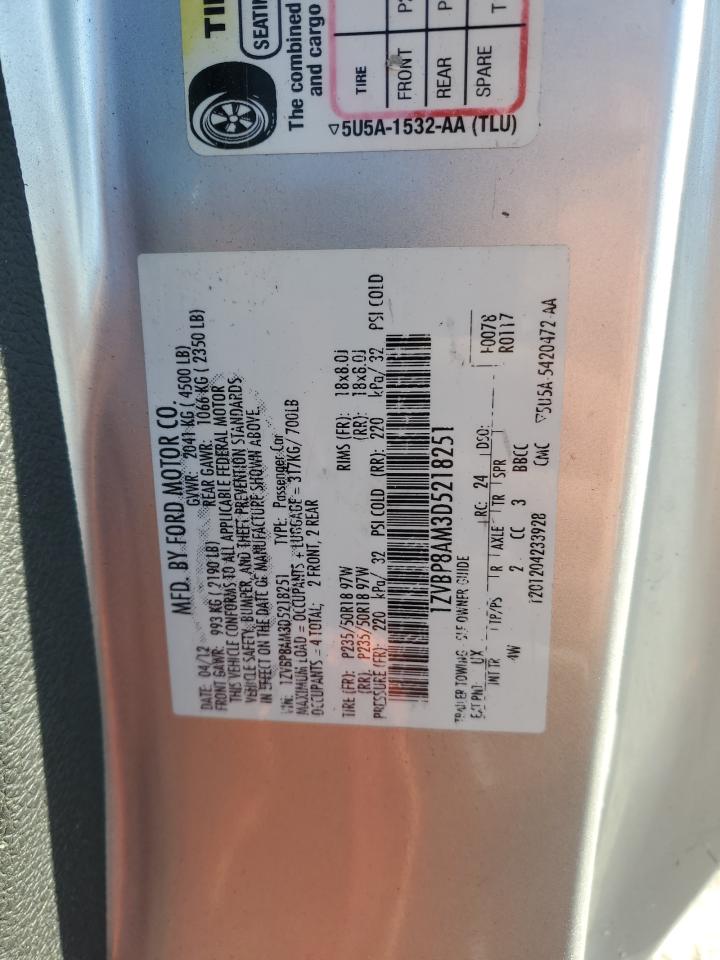 TIR
SEATIN
The combined
and cargo
TIRE
FRONT P2
REAR P
SPARE T
▽5U5A-1532-AA (TLU)
MFD. BY FORD MOTOR CO.
DATE: 04/12 GVWR: 2041 KG ( 4500 LB)
FRONT GAWR: 993 KG ( 2190 LB) REAR GAWR: 1066 KG ( 2350 LB)
THIS VEHICLE CONFORMS TO ALL APPLICABLE FEDERAL MOTOR
VEHICLE SAFETY, BUMPER, AND THEFT PREVENTION STANDARDS
IN EFFECT ON THE DATE OF MANUFACTURE SHOWN ABOVE.
VIN: 1ZVBP8AM3D5218251 TYPE: Passenger Car
MAXIMUM LOAD = OCCUPANTS + LUGGAGE = 317KG/ 700LB
OCCUPANTS = 4 TOTAL: 2 FRONT, 2 REAR
TIRE (FR): P235/50R18 97W RIMS (FR): 18x8.0J
(RR): P235/50R18 97W (RR): 18x8.0J
PRESSURE (FR): 220 kPa/ 32 PSI COLD (RR): 220 kPa/ 32 PSI COLD
1ZVBP8AM3D5218251
TRAILER TOWING- SEE OWNER GUIDE
EXT PNT: UX RC: 24 DSO: F0078
INT TR TP/PS R AXLE TR SPR R0117
4W 2 CC 3 BBCC
1201204233928 CMC ▽5U5A-5420472-AA